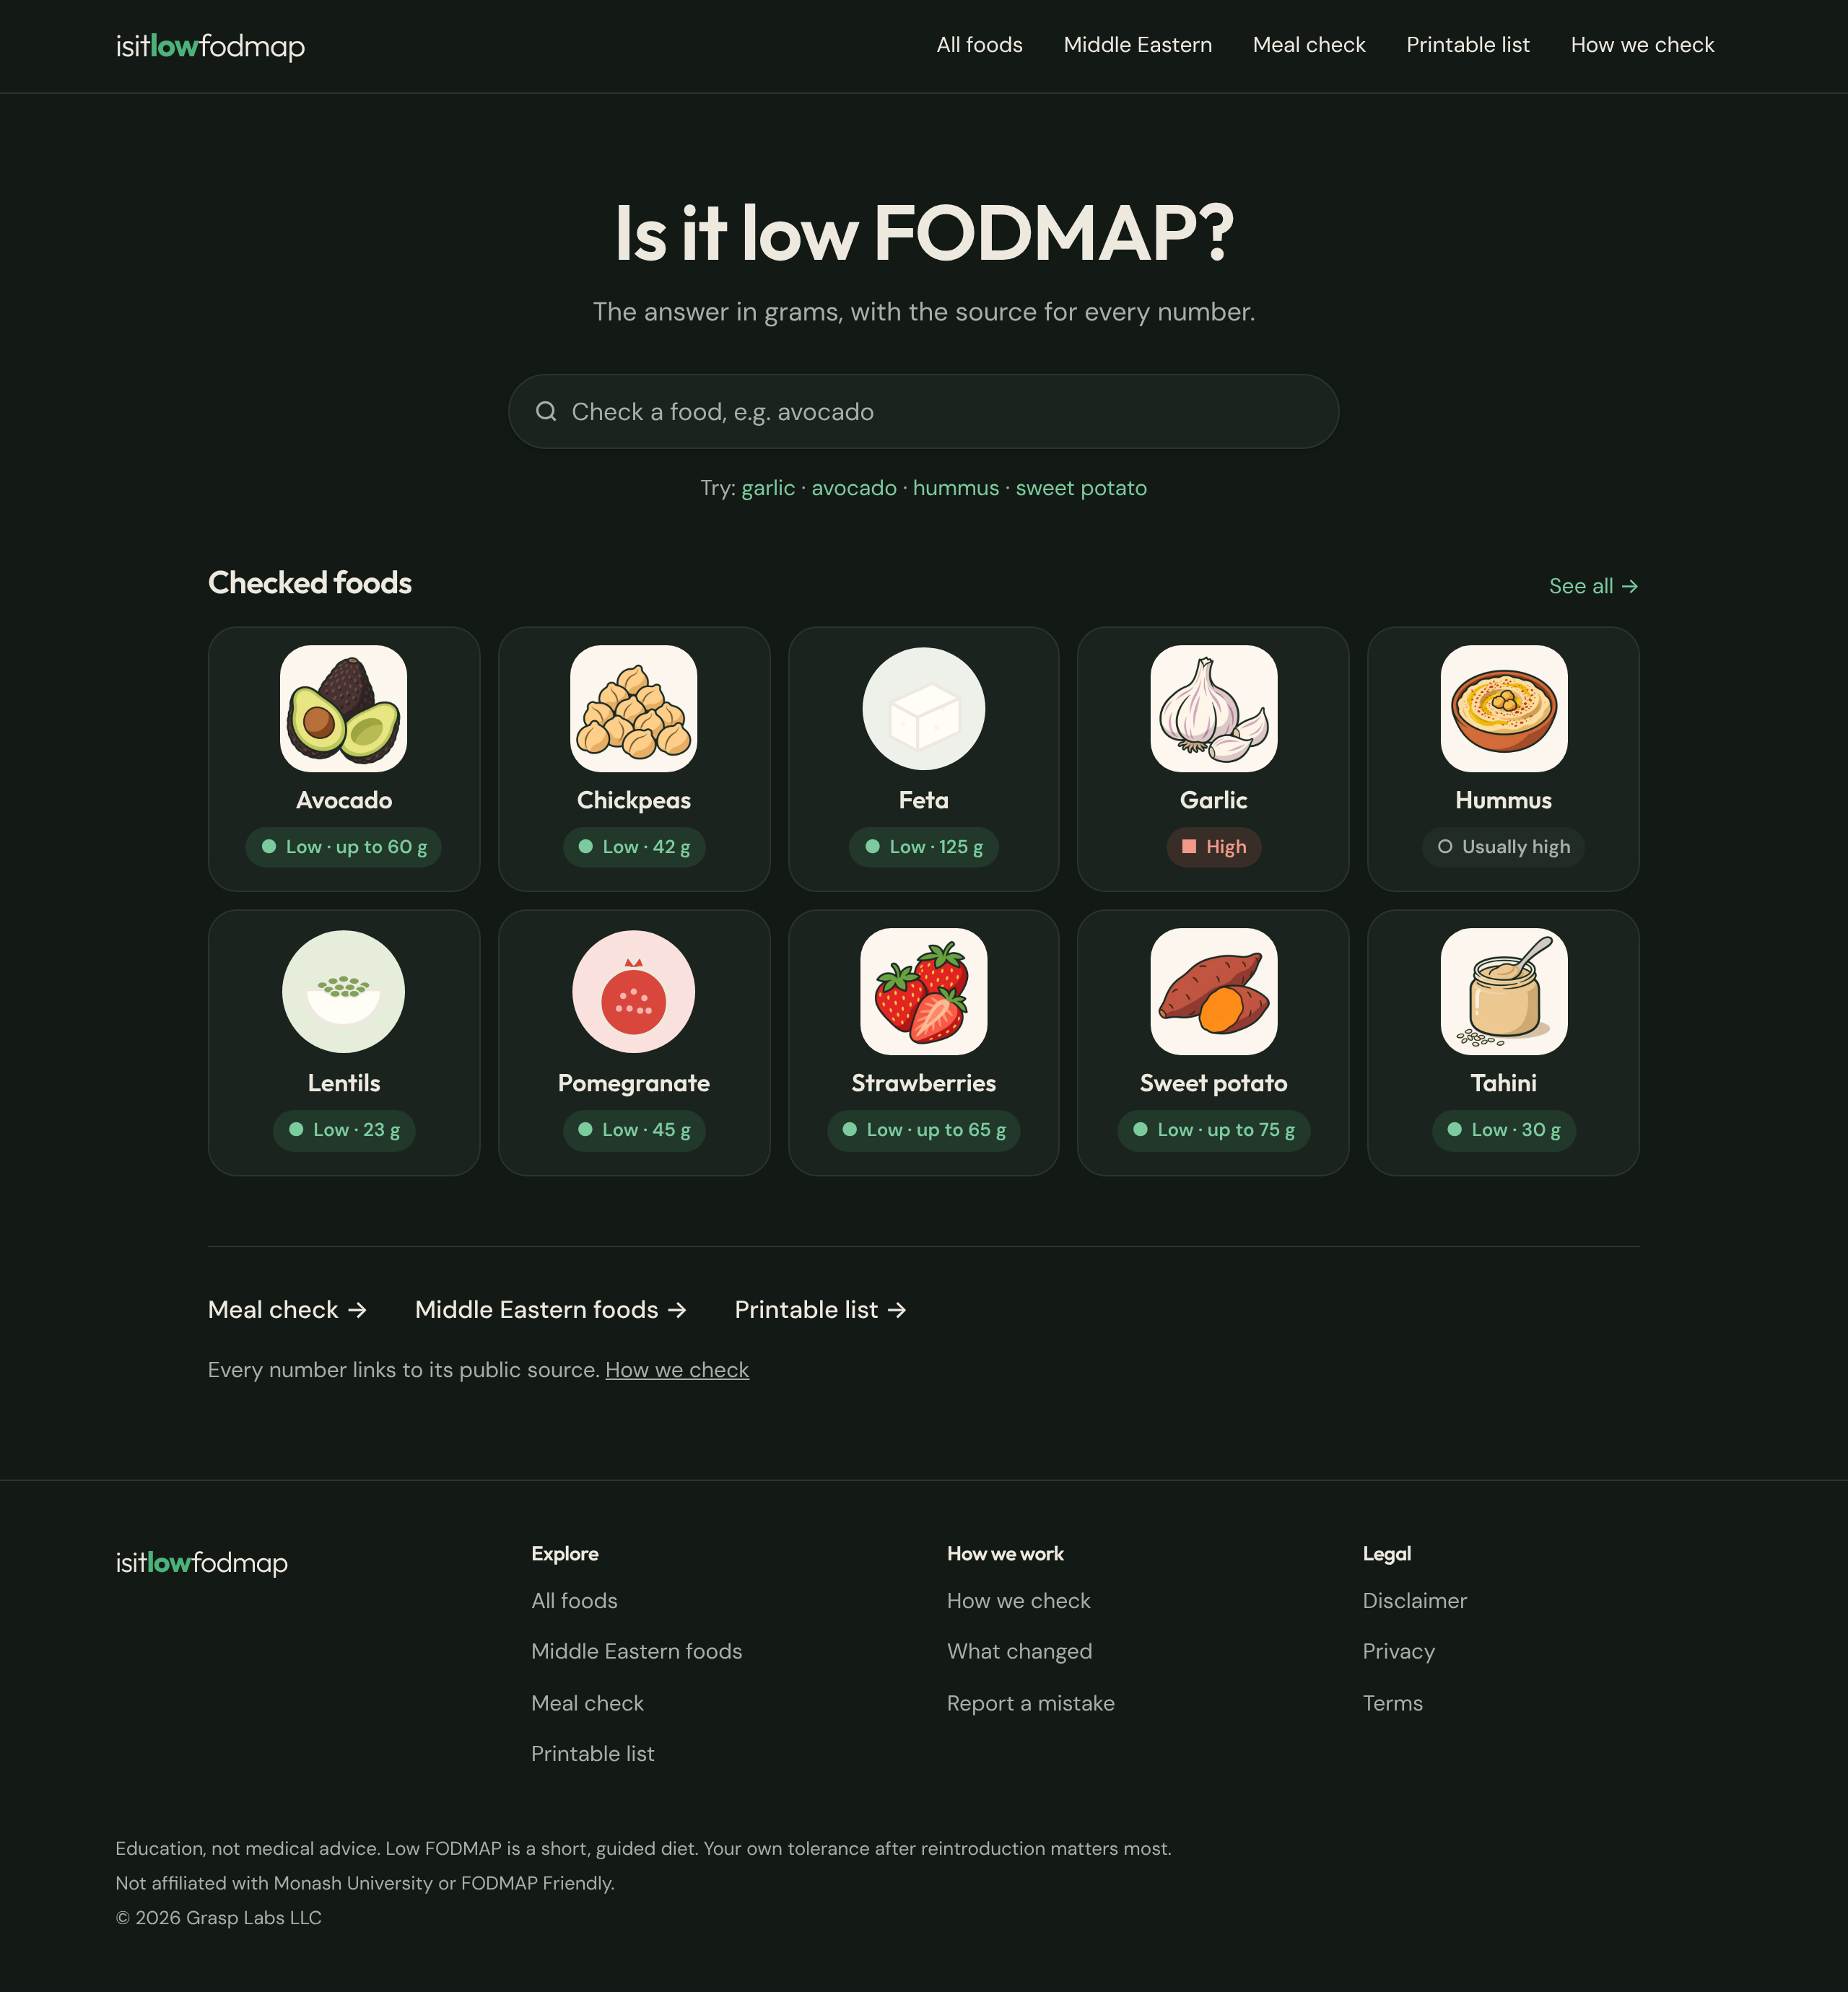 isitlowfodmap
All foods Middle Eastern Meal check Printable list How we check
Is it low FODMAP?
The answer in grams, with the source for every number.
Check a food, e.g. avocado
Try: garlic · avocado · hummus · sweet potato
Checked foods
See all →
Avocado
Low · up to 60 g
Chickpeas
Low · 42 g
Feta
Low · 125 g
Garlic
High
Hummus
Usually high
Lentils
Low · 23 g
Pomegranate
Low · 45 g
Strawberries
Low · up to 65 g
Sweet potato
Low · up to 75 g
Tahini
Low · 30 g
Meal check → Middle Eastern foods → Printable list →
Every number links to its public source. How we check
isitlowfodmap
Explore
All foods
Middle Eastern foods
Meal check
Printable list
How we work
How we check
What changed
Report a mistake
Legal
Disclaimer
Privacy
Terms
Education, not medical advice. Low FODMAP is a short, guided diet. Your own tolerance after reintroduction matters most.
Not affiliated with Monash University or FODMAP Friendly.
© 2026 Grasp Labs LLC